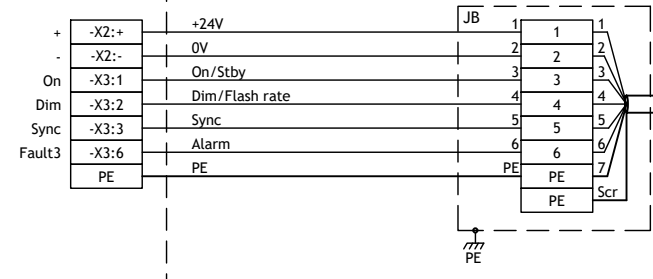 JB
+ -X2:+ +24V 1 1 1
- -X2:- 0V 2 2 2
On -X3:1 On/Stby 3 3 3
Dim -X3:2 Dim/Flash rate 4 4 4
Sync -X3:3 Sync 5 5 5
Fault3 -X3:6 Alarm 6 6 6
PE PE PE PE 7
PE Scr
PE